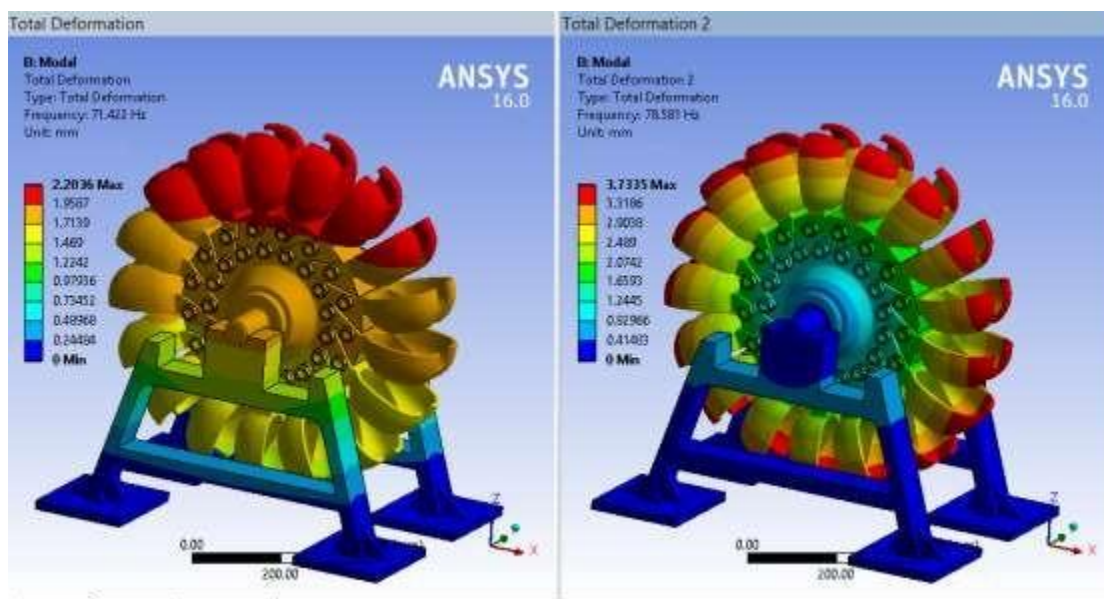 Total Deformation
B: Modal
Total Deformation
Type: Total Deformation
Frequency: 71.422 Hz
Unit: mm
ANSYS
16.0
2.2036 Max
1.9587
1.7139
1.469
1.2242
0.97936
0.73452
0.48968
0.24484
0 Min
0.00
200.00
Z
X
Total Deformation 2
B: Modal
Total Deformation 2
Type: Total Deformation
Frequency: 78.581 Hz
Unit: mm
ANSYS
16.0
3.7335 Max
3.3186
2.9038
2.489
2.0742
1.6593
1.2445
0.82966
0.41483
0 Min
0.00
200.00
Z
X